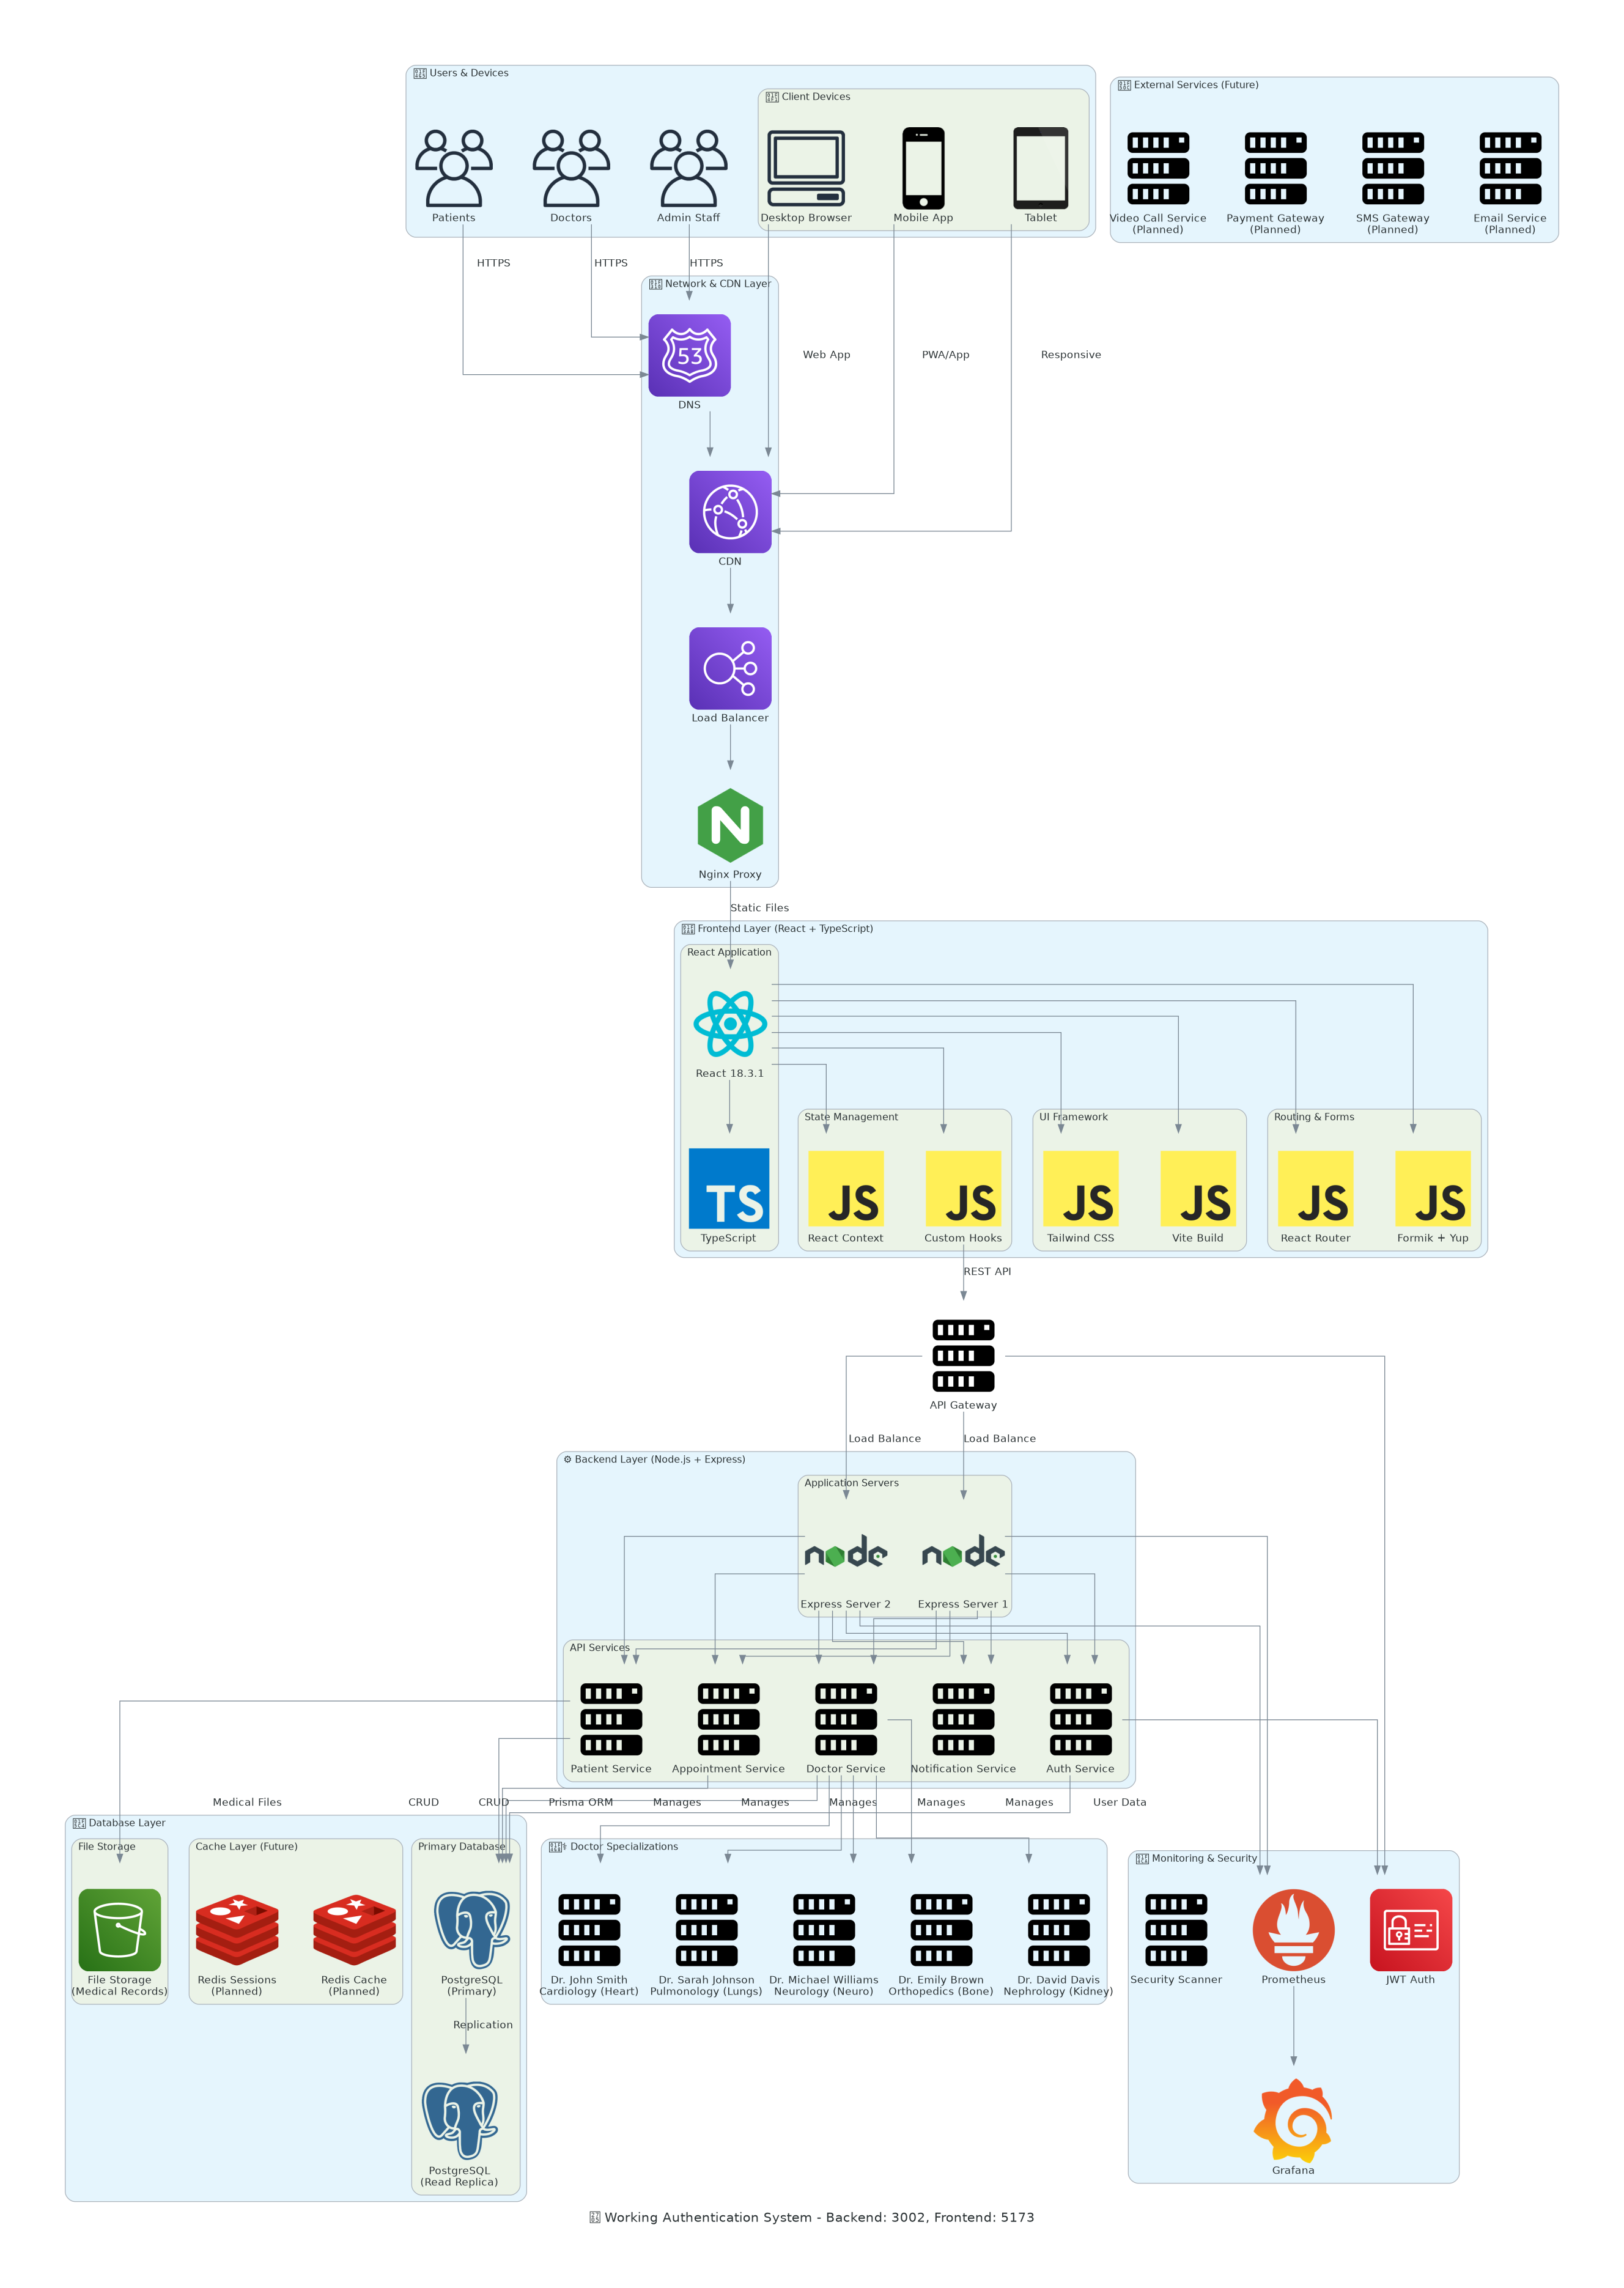 Users & Devices
Client Devices
External Services (Future)
Patients
Doctors
Admin Staff
Desktop Browser
Mobile App
Tablet
Video Call Service
(Planned)
Payment Gateway
(Planned)
SMS Gateway
(Planned)
Email Service
(Planned)
HTTPS
HTTPS
HTTPS
Network & CDN Layer
53
DNS
Web App
PWA/App
Responsive
CDN
Load Balancer
N
Nginx Proxy
Static Files
Frontend Layer (React + TypeScript)
React Application
React 18.3.1
State Management
UI Framework
Routing & Forms
TS
JS
JS
JS
JS
JS
JS
TypeScript
React Context
Custom Hooks
Tailwind CSS
Vite Build
React Router
Formik + Yup
REST API
API Gateway
Load Balance
Load Balance
⚙ Backend Layer (Node.js + Express)
Application Servers
node
node
Express Server 2
Express Server 1
API Services
Patient Service
Appointment Service
Doctor Service
Notification Service
Auth Service
Medical Files
CRUD
CRUD
Prisma ORM
Manages
Manages
Manages
Manages
Manages
User Data
Database Layer
File Storage
Cache Layer (Future)
Primary Database
⚕ Doctor Specializations
Monitoring & Security
File Storage
(Medical Records)
Redis Sessions
(Planned)
Redis Cache
(Planned)
PostgreSQL
(Primary)
Dr. John Smith
Cardiology (Heart)
Dr. Sarah Johnson
Pulmonology (Lungs)
Dr. Michael Williams
Neurology (Neuro)
Dr. Emily Brown
Orthopedics (Bone)
Dr. David Davis
Nephrology (Kidney)
Security Scanner
Prometheus
JWT Auth
Replication
PostgreSQL
(Read Replica)
Grafana
Working Authentication System - Backend: 3002, Frontend: 5173